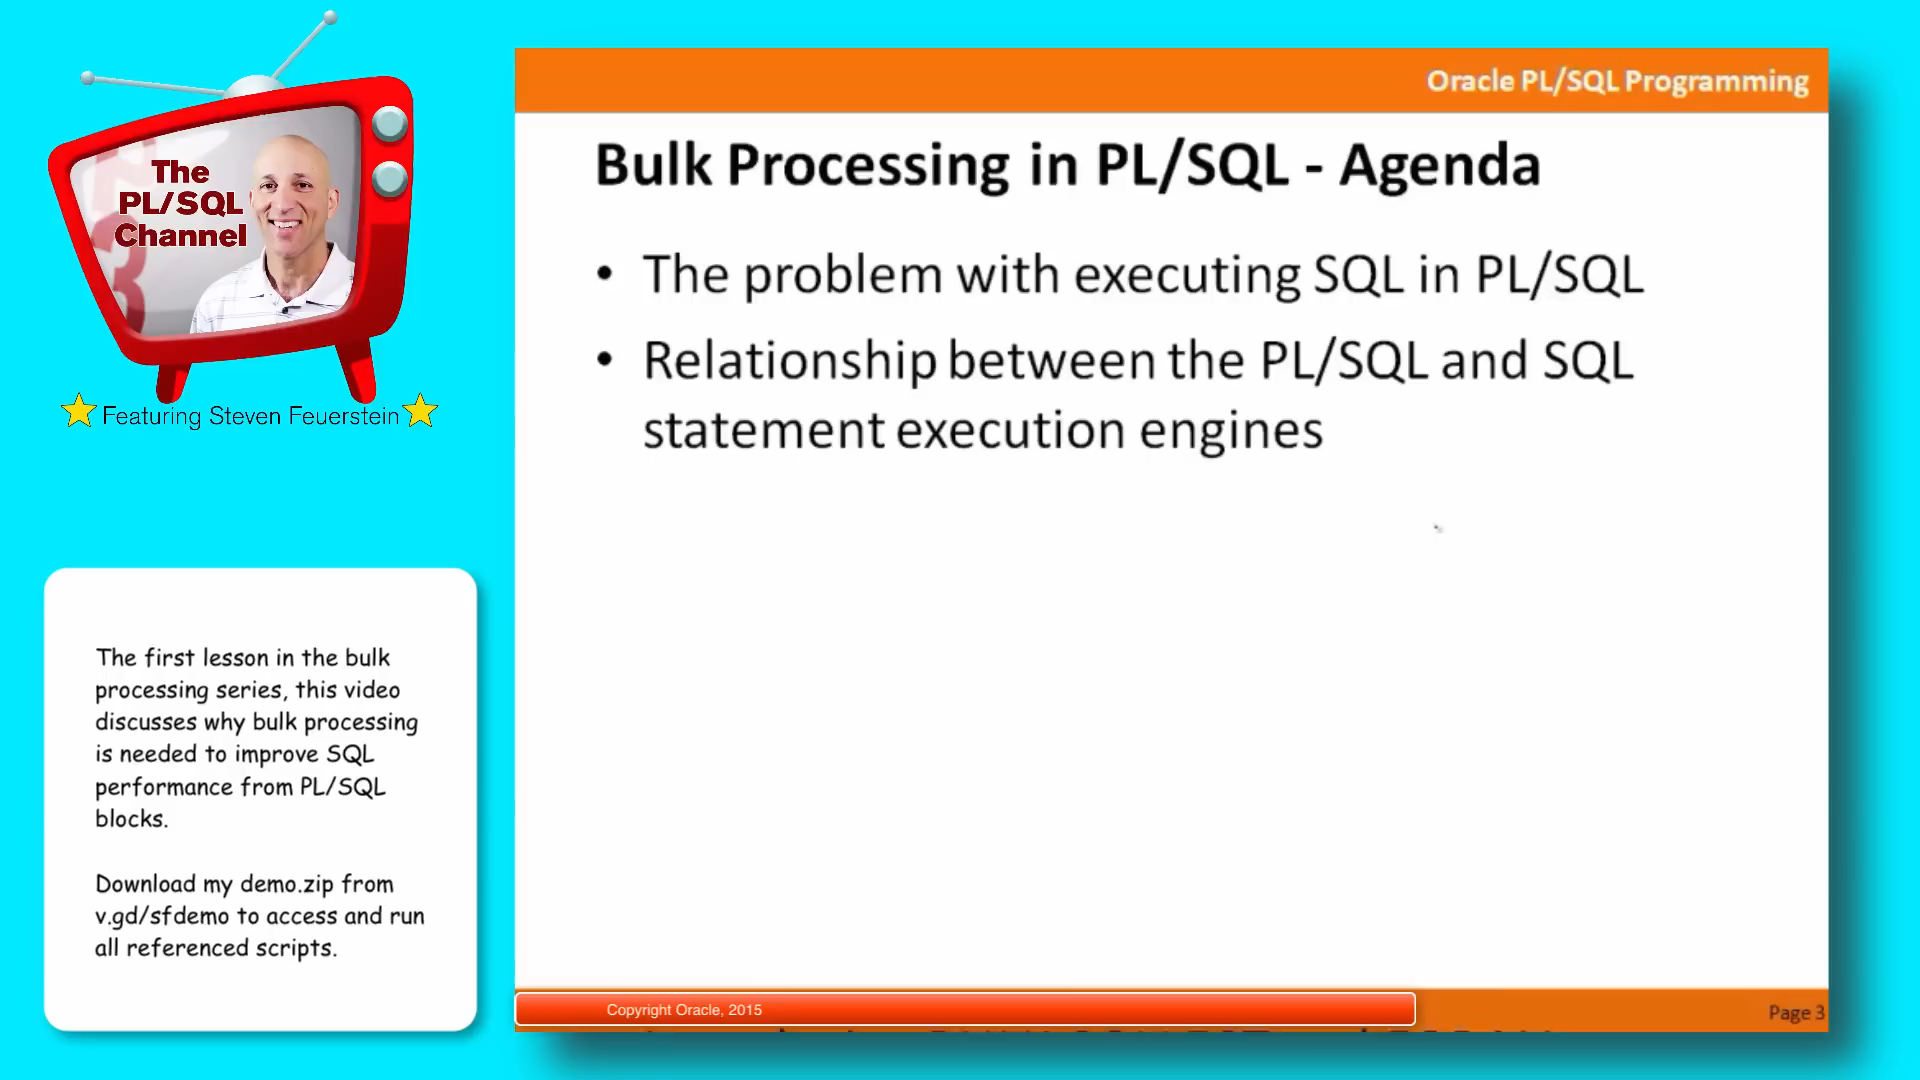 The
PL/SQL
Channel
Featuring Steven Feuerstein
The first lesson in the bulk
processing series, this video
discusses why bulk processing
is needed to improve SQL
performance from PL/SQL
blocks.
Download my demo.zip from
v.gd/sfdemo to access and run
all referenced scripts.
Oracle PL/SQL Programming
Bulk Processing in PL/SQL - Agenda
• The problem with executing SQL in PL/SQL
• Relationship between the PL/SQL and SQL
statement execution engines
Copyright Oracle, 2015
Page 3